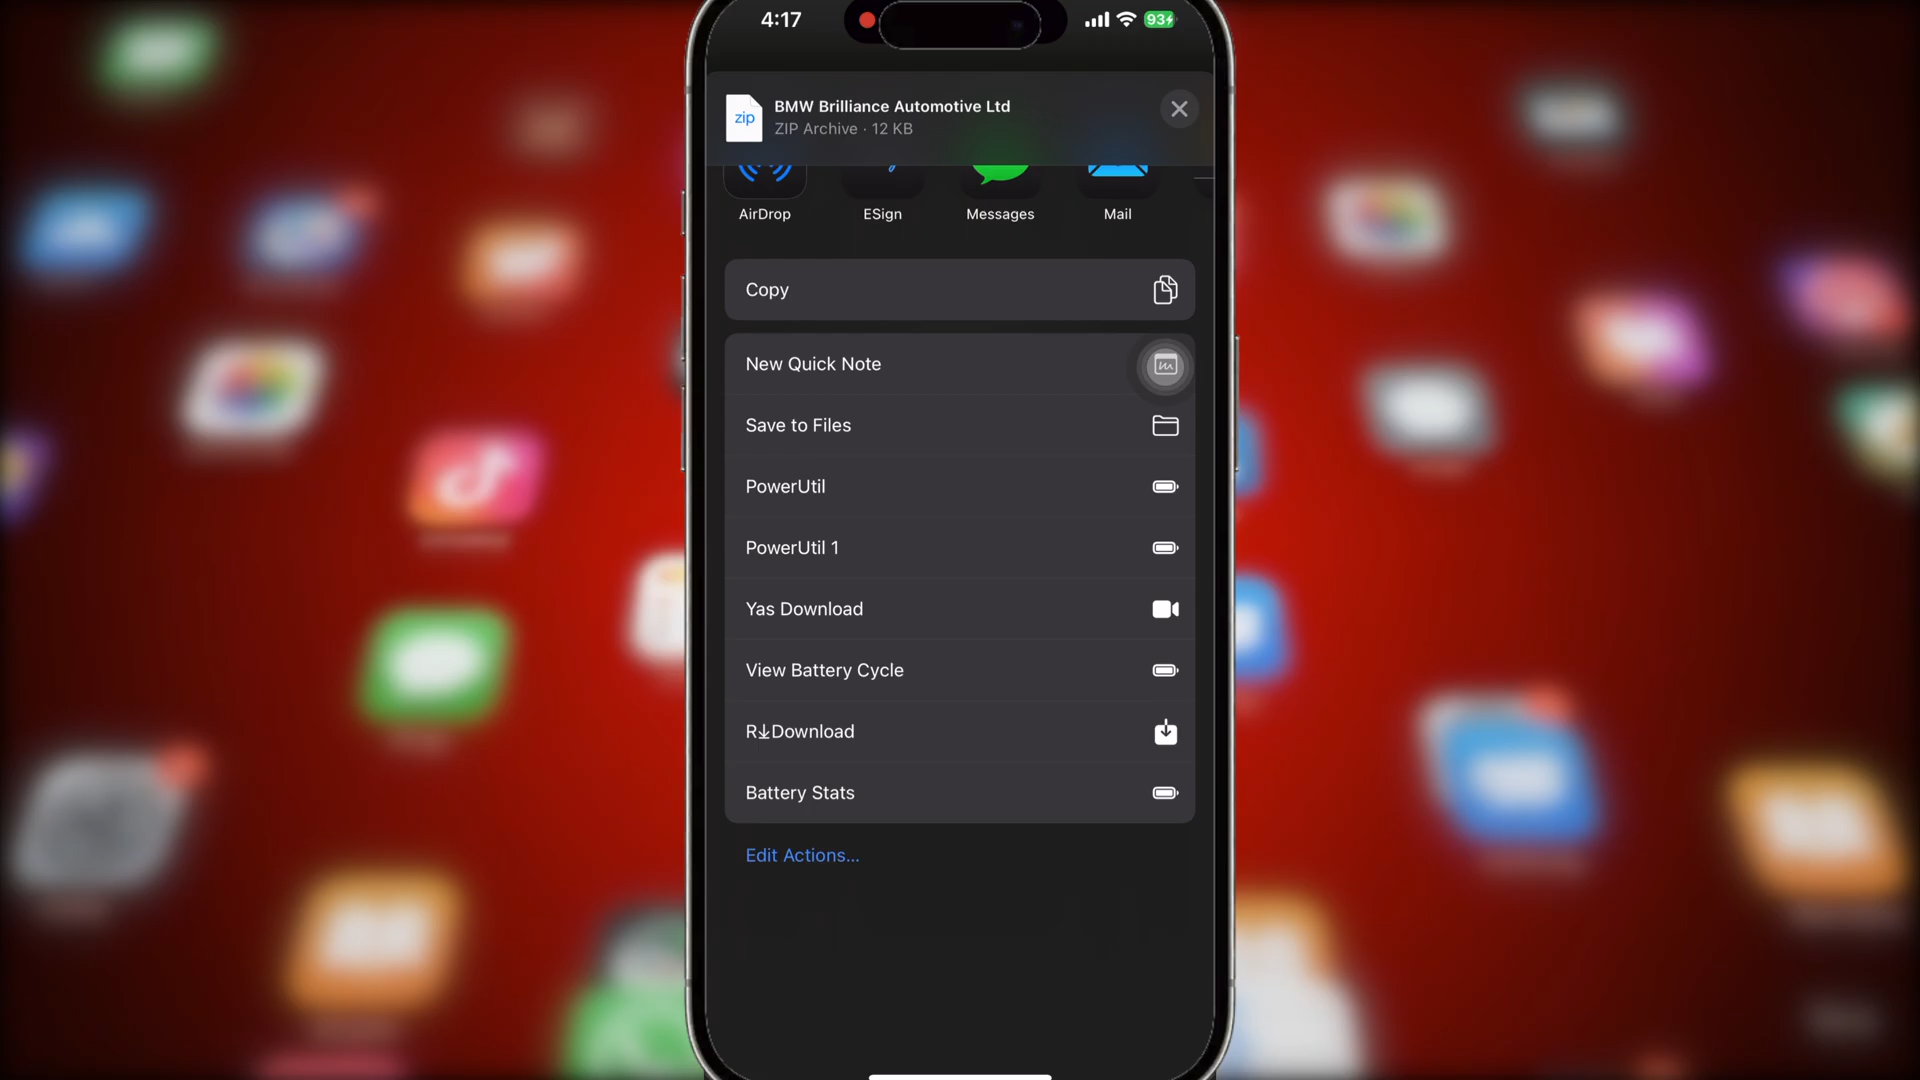 4:17
93
zip
BMW Brilliance Automotive Ltd
ZIP Archive · 12 KB
AirDrop
ESign
Messages
Mail
Copy
New Quick Note
Save to Files
PowerUtil
PowerUtil 1
Yas Download
View Battery Cycle
R↓Download
Battery Stats
Edit Actions...